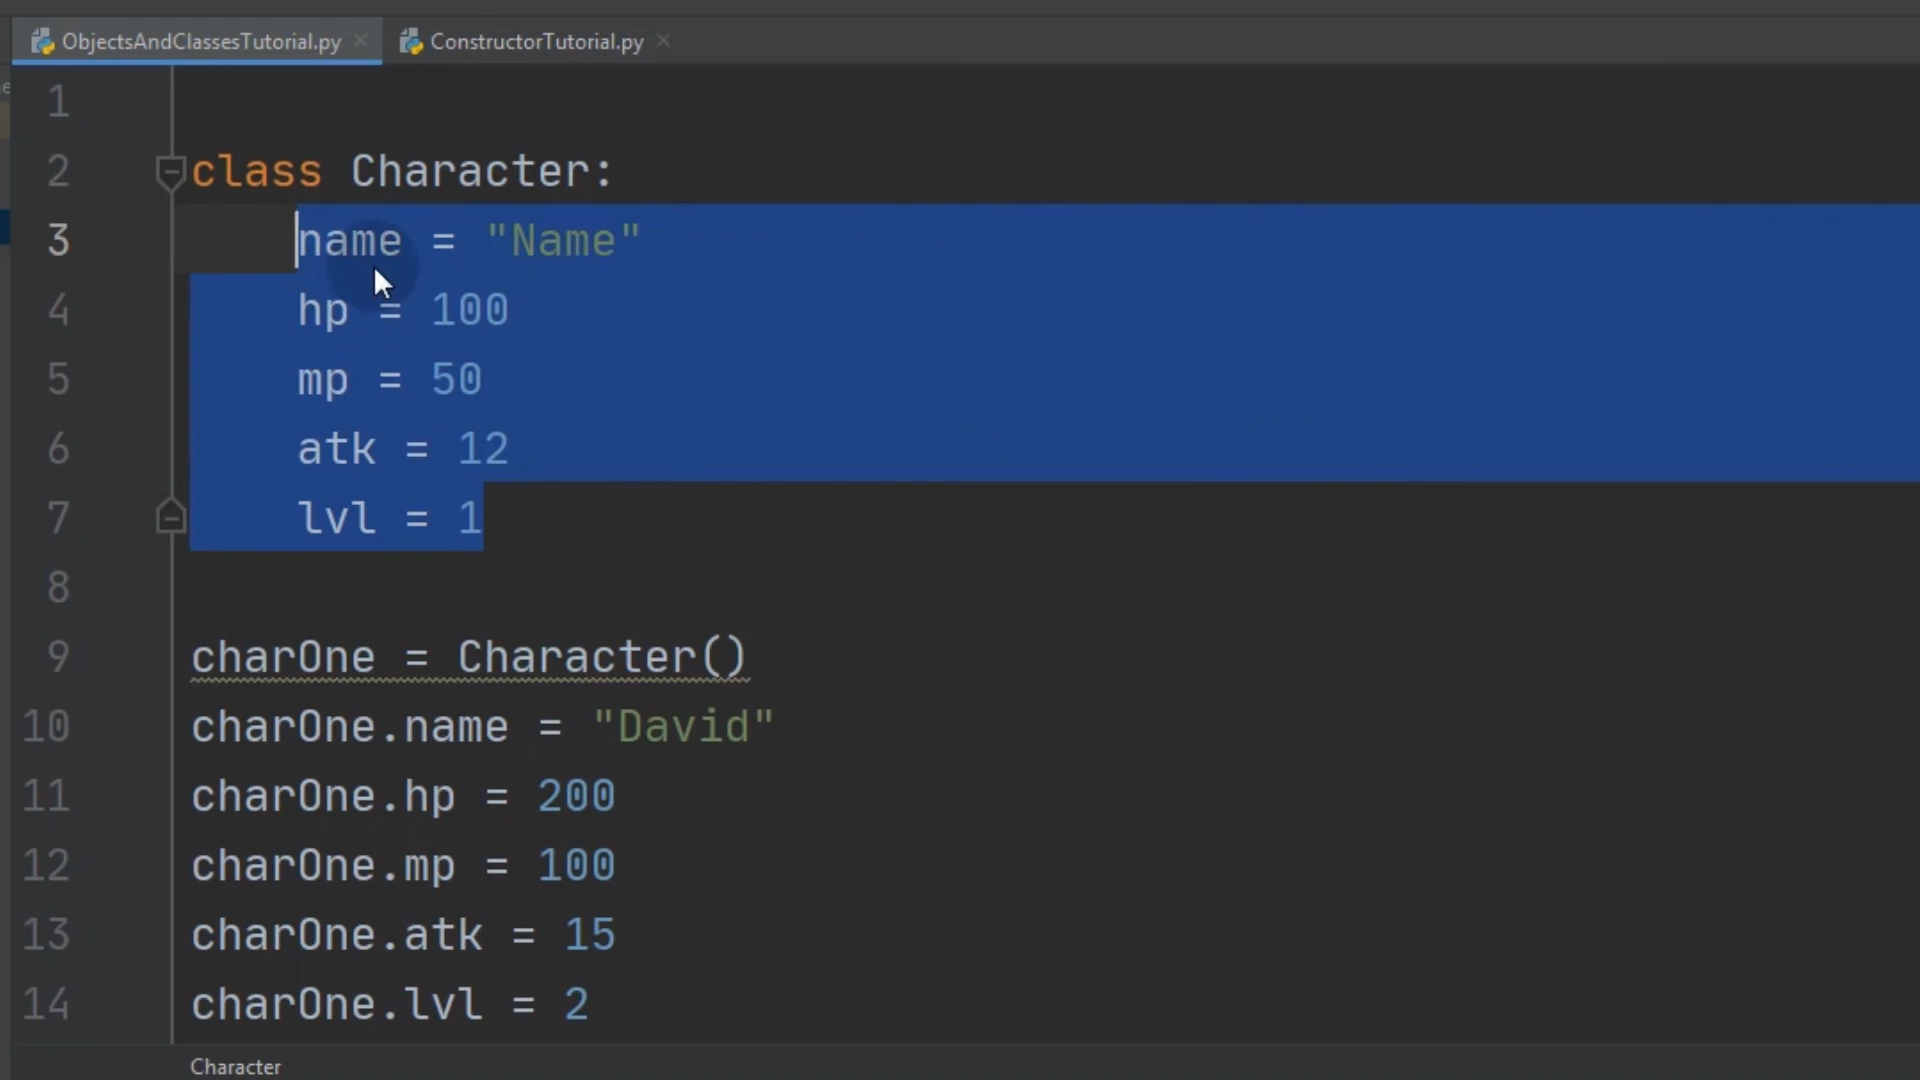 ObjectsAndClassesTutorial.py ConstructorTutorial.py
1
2 class Character:
3 name = "Name"
4 hp = 100
5 mp = 50
6 atk = 12
7 lvl = 1
8
9 charOne = Character()
10 charOne.name = "David"
11 charOne.hp = 200
12 charOne.mp = 100
13 charOne.atk = 15
14 charOne.lvl = 2
Character